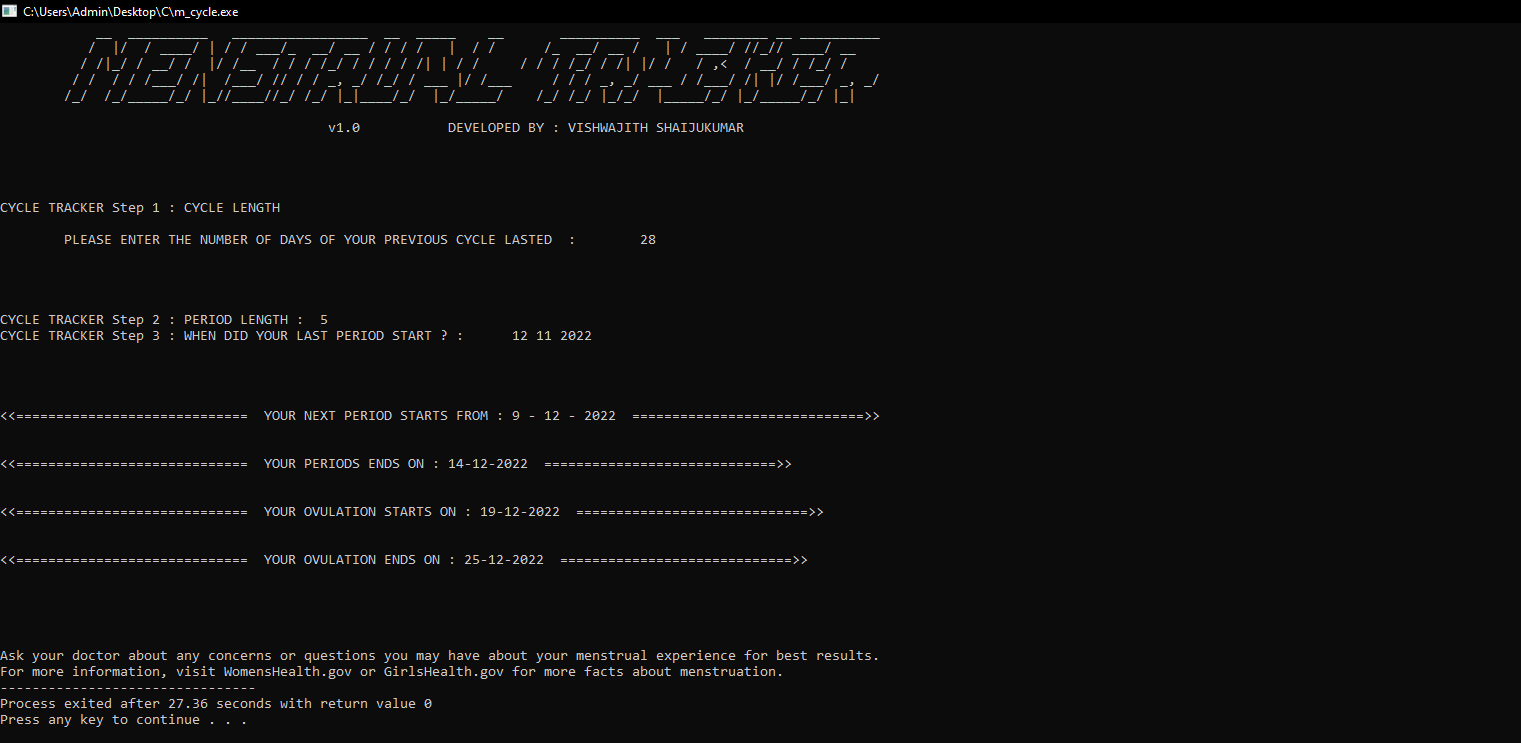 C:\Users\Admin\Desktop\C\m_cycle.exe
MENSTRUAL TRACKER
v1.0 DEVELOPED BY : VISHWAJITH SHAIJUKUMAR
CYCLE TRACKER Step 1 : CYCLE LENGTH
PLEASE ENTER THE NUMBER OF DAYS OF YOUR PREVIOUS CYCLE LASTED : 28
CYCLE TRACKER Step 2 : PERIOD LENGTH : 5
CYCLE TRACKER Step 3 : WHEN DID YOUR LAST PERIOD START ? : 12 11 2022
<<============================= YOUR NEXT PERIOD STARTS FROM : 9 - 12 - 2022 =============================>>
<<============================= YOUR PERIODS ENDS ON : 14-12-2022 =============================>>
<<============================= YOUR OVULATION STARTS ON : 19-12-2022 =============================>>
<<============================= YOUR OVULATION ENDS ON : 25-12-2022 =============================>>
Ask your doctor about any concerns or questions you may have about your menstrual experience for best results.
For more information, visit WomensHealth.gov or GirlsHealth.gov for more facts about menstruation.
--------------------------------
Process exited after 27.36 seconds with return value 0
Press any key to continue . . .